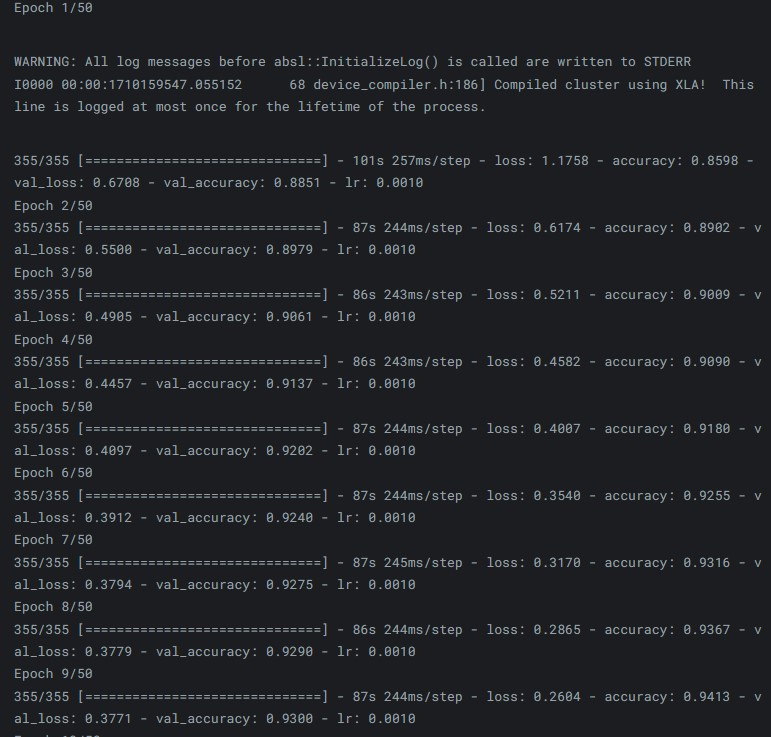 Epoch 1/50
WARNING: All log messages before absl::InitializeLog() is called are written to STDERR
I0000 00:00:1710159547.055152      68 device_compiler.h:186] Compiled cluster using XLA!  This
line is logged at most once for the lifetime of the process.
355/355 [==============================] - 101s 257ms/step - loss: 1.1758 - accuracy: 0.8598 -
val_loss: 0.6708 - val_accuracy: 0.8851 - lr: 0.0010
Epoch 2/50
355/355 [==============================] - 87s 244ms/step - loss: 0.6174 - accuracy: 0.8902 - v
al_loss: 0.5500 - val_accuracy: 0.8979 - lr: 0.0010
Epoch 3/50
355/355 [==============================] - 86s 243ms/step - loss: 0.5211 - accuracy: 0.9009 - v
al_loss: 0.4905 - val_accuracy: 0.9061 - lr: 0.0010
Epoch 4/50
355/355 [==============================] - 86s 243ms/step - loss: 0.4582 - accuracy: 0.9090 - v
al_loss: 0.4457 - val_accuracy: 0.9137 - lr: 0.0010
Epoch 5/50
355/355 [==============================] - 87s 244ms/step - loss: 0.4007 - accuracy: 0.9180 - v
al_loss: 0.4097 - val_accuracy: 0.9202 - lr: 0.0010
Epoch 6/50
355/355 [==============================] - 87s 244ms/step - loss: 0.3540 - accuracy: 0.9255 - v
al_loss: 0.3912 - val_accuracy: 0.9240 - lr: 0.0010
Epoch 7/50
355/355 [==============================] - 87s 245ms/step - loss: 0.3170 - accuracy: 0.9316 - v
al_loss: 0.3794 - val_accuracy: 0.9275 - lr: 0.0010
Epoch 8/50
355/355 [==============================] - 86s 244ms/step - loss: 0.2865 - accuracy: 0.9367 - v
al_loss: 0.3779 - val_accuracy: 0.9290 - lr: 0.0010
Epoch 9/50
355/355 [==============================] - 87s 244ms/step - loss: 0.2604 - accuracy: 0.9413 - v
al_loss: 0.3771 - val_accuracy: 0.9300 - lr: 0.0010